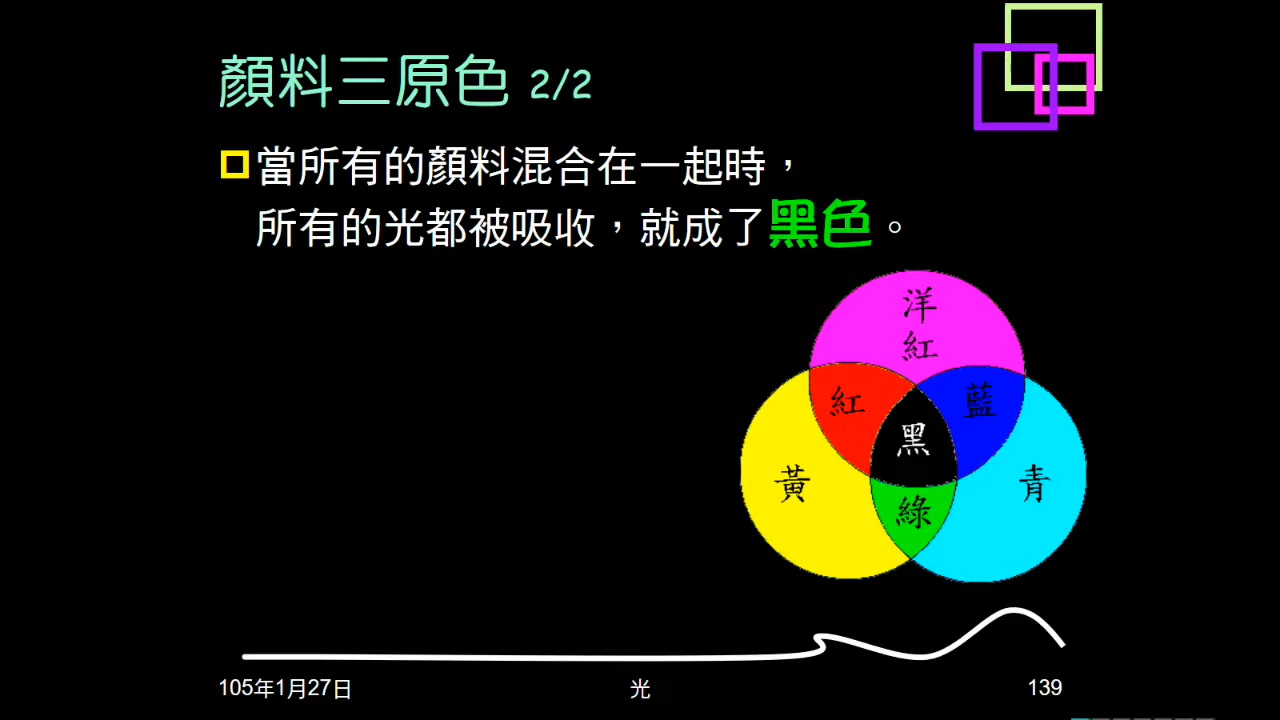 顏料三原色 2/2
當所有的顏料混合在一起時，
所有的光都被吸收，就成了黑色。
洋
紅
紅
藍
黑
黃
青
綠
105年1月27日
光
139